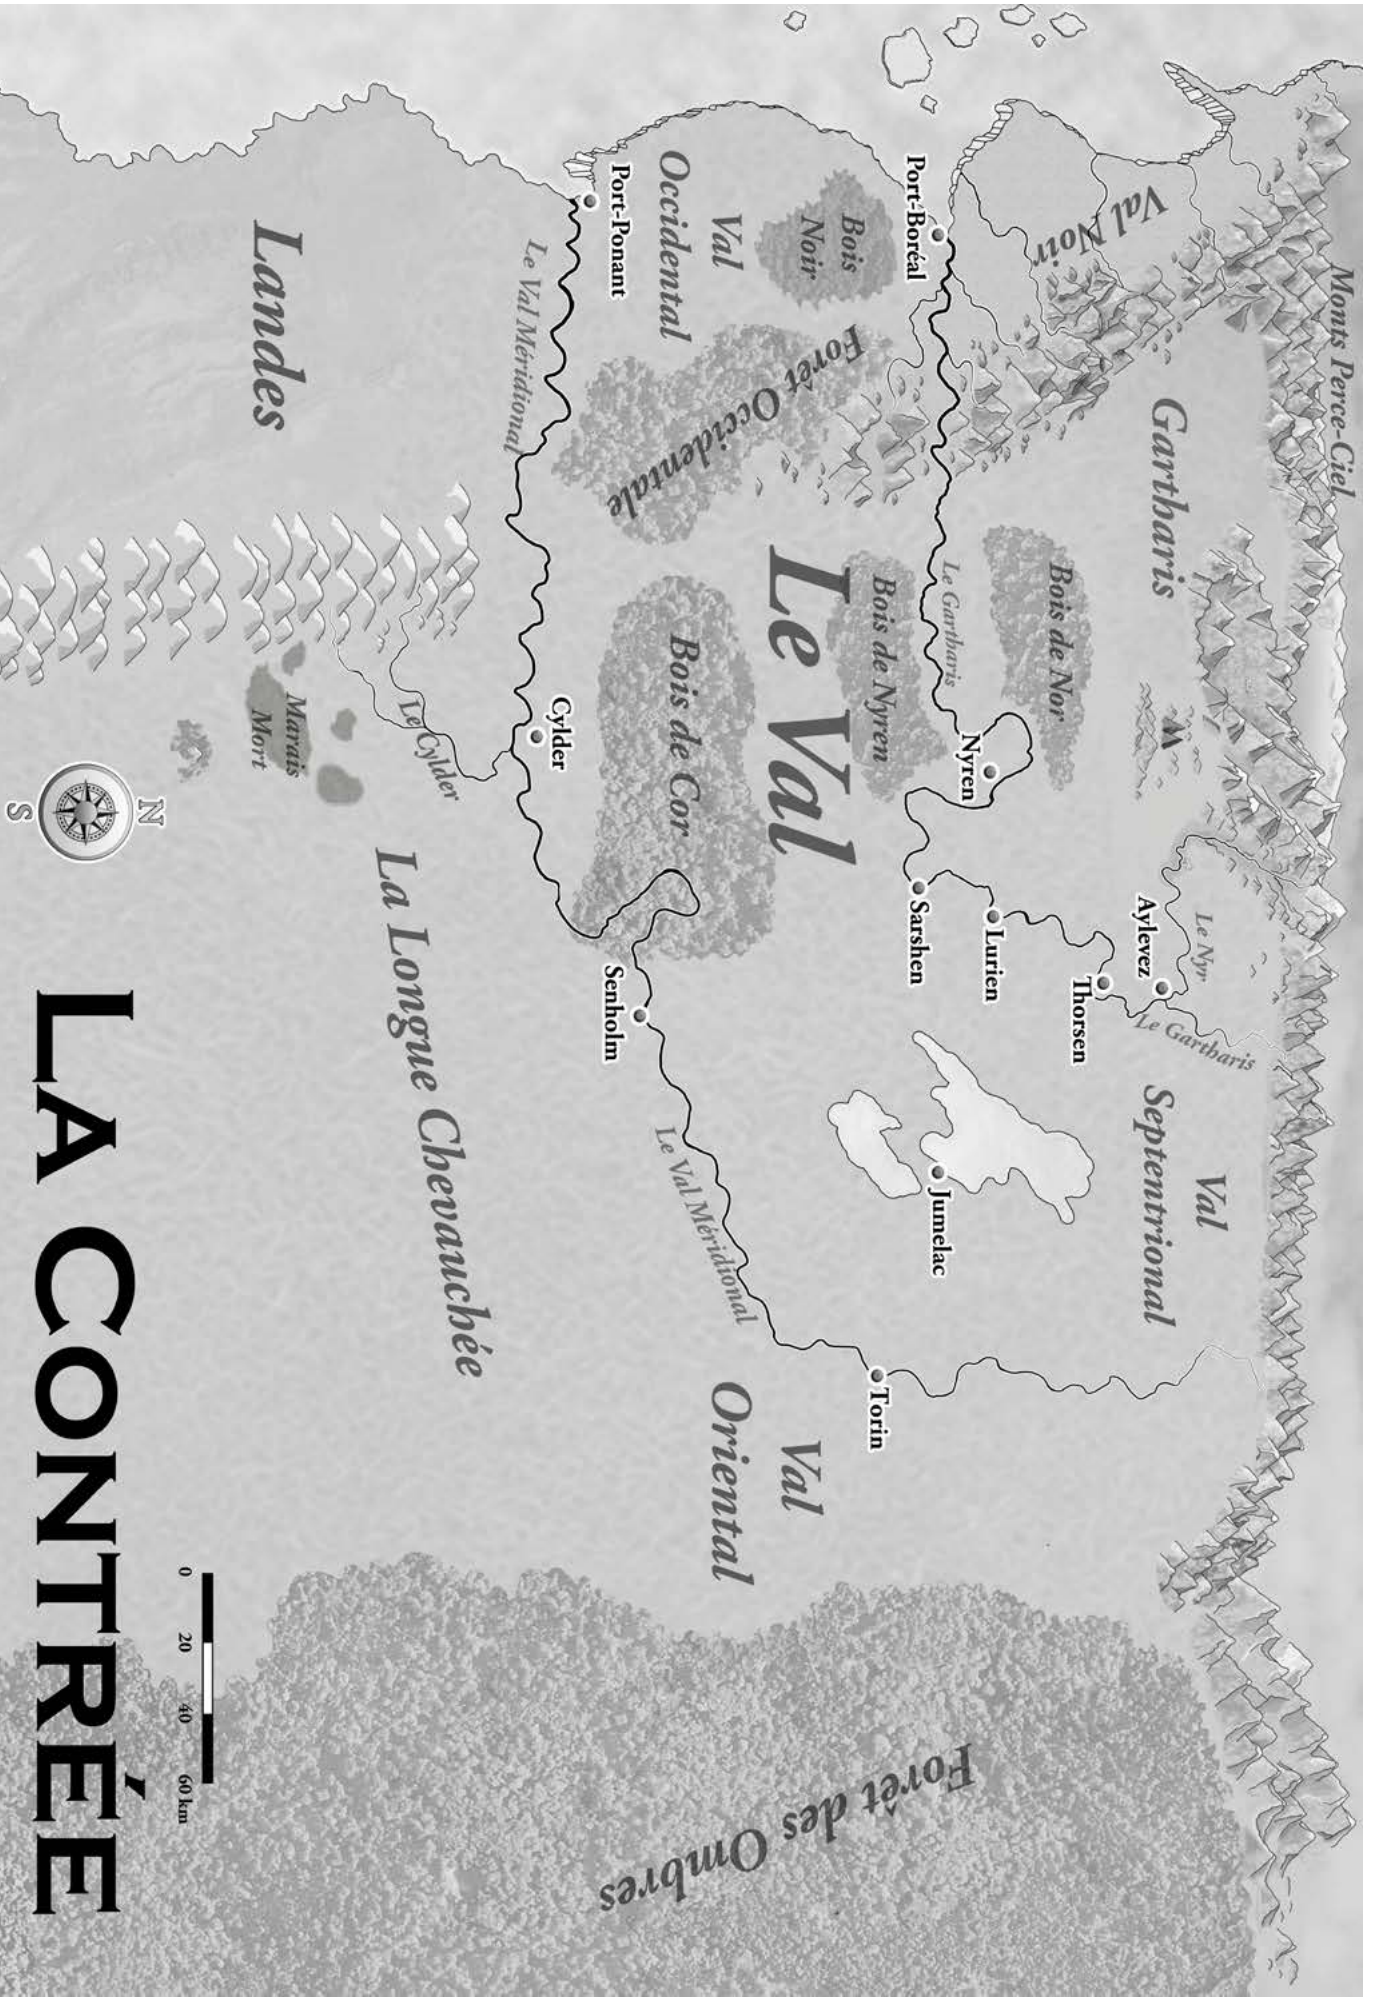 Monts Perce-Ciel
Val Noir
Gartharis
Le Nyr
Aylevez
Le Gartharis
Val
Septentrional
Bois de Nor
Thorsen
Port-Boréal
Le Gartharis
Nyren
Lurien
Sarshen
Jumelac
Bois
Noir
Bois de Nyren
Forêt Occidentale
Val
Occidental
Le Val
Torin
Val
Oriental
Forêt des Ombres
Bois de Cor
Senholm
Le Val Méridional
Port-Ponant
Le Val Méridional
Cylder
Le Cylder
Landes
Marais
Mort
La Longue Chevauchée
N
S
0 20 40 60 km
LA CONTRÉE